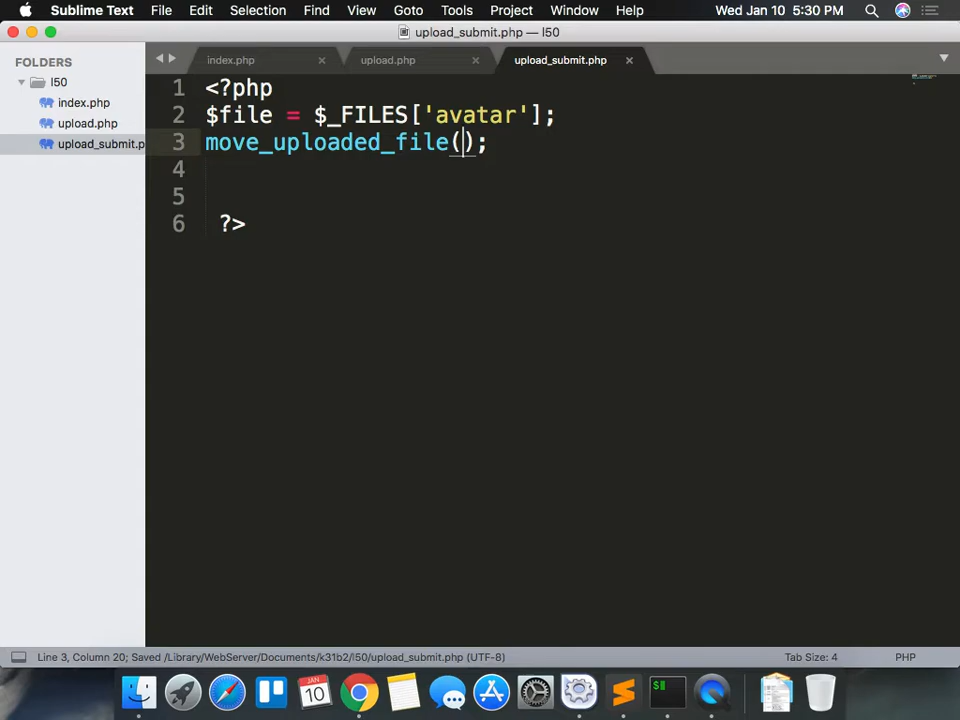 Sublime Text File Edit Selection Find View Goto Tools Project Window Help Wed Jan 10 5:30 PM
upload_submit.php — l50
FOLDERS
l50
index.php
upload.php
upload_submit.p
index.php upload.php upload_submit.php
1 <?php
2 $file = $_FILES['avatar'];
3 move_uploaded_file();
4
5
6 ?>
Line 3, Column 20; Saved /Library/WebServer/Documents/k31b2/l50/upload_submit.php (UTF-8) Tab Size: 4 PHP
JAN
10
$